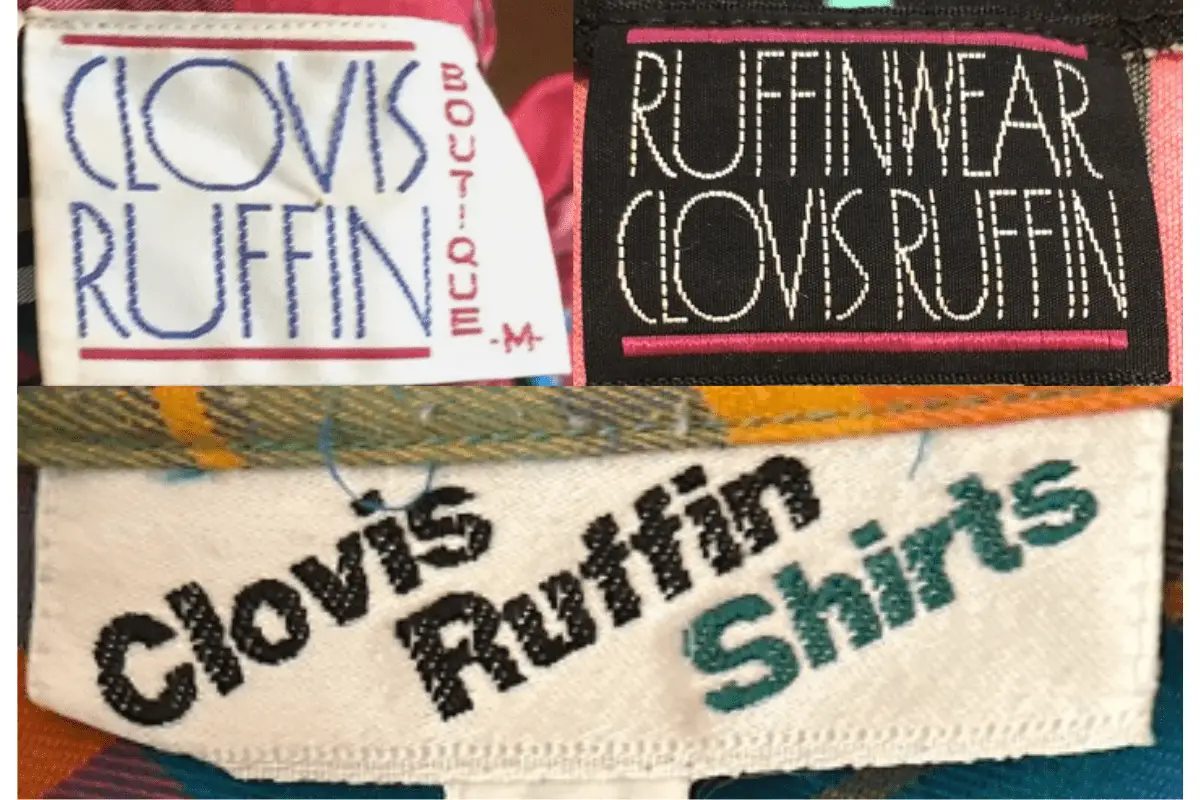 CLOVIS
RUFFIN
BOUTIQUE
-M-
RUFFINWEAR
CLOVIS RUFFIN
Clovis
Ruffin
Shirts